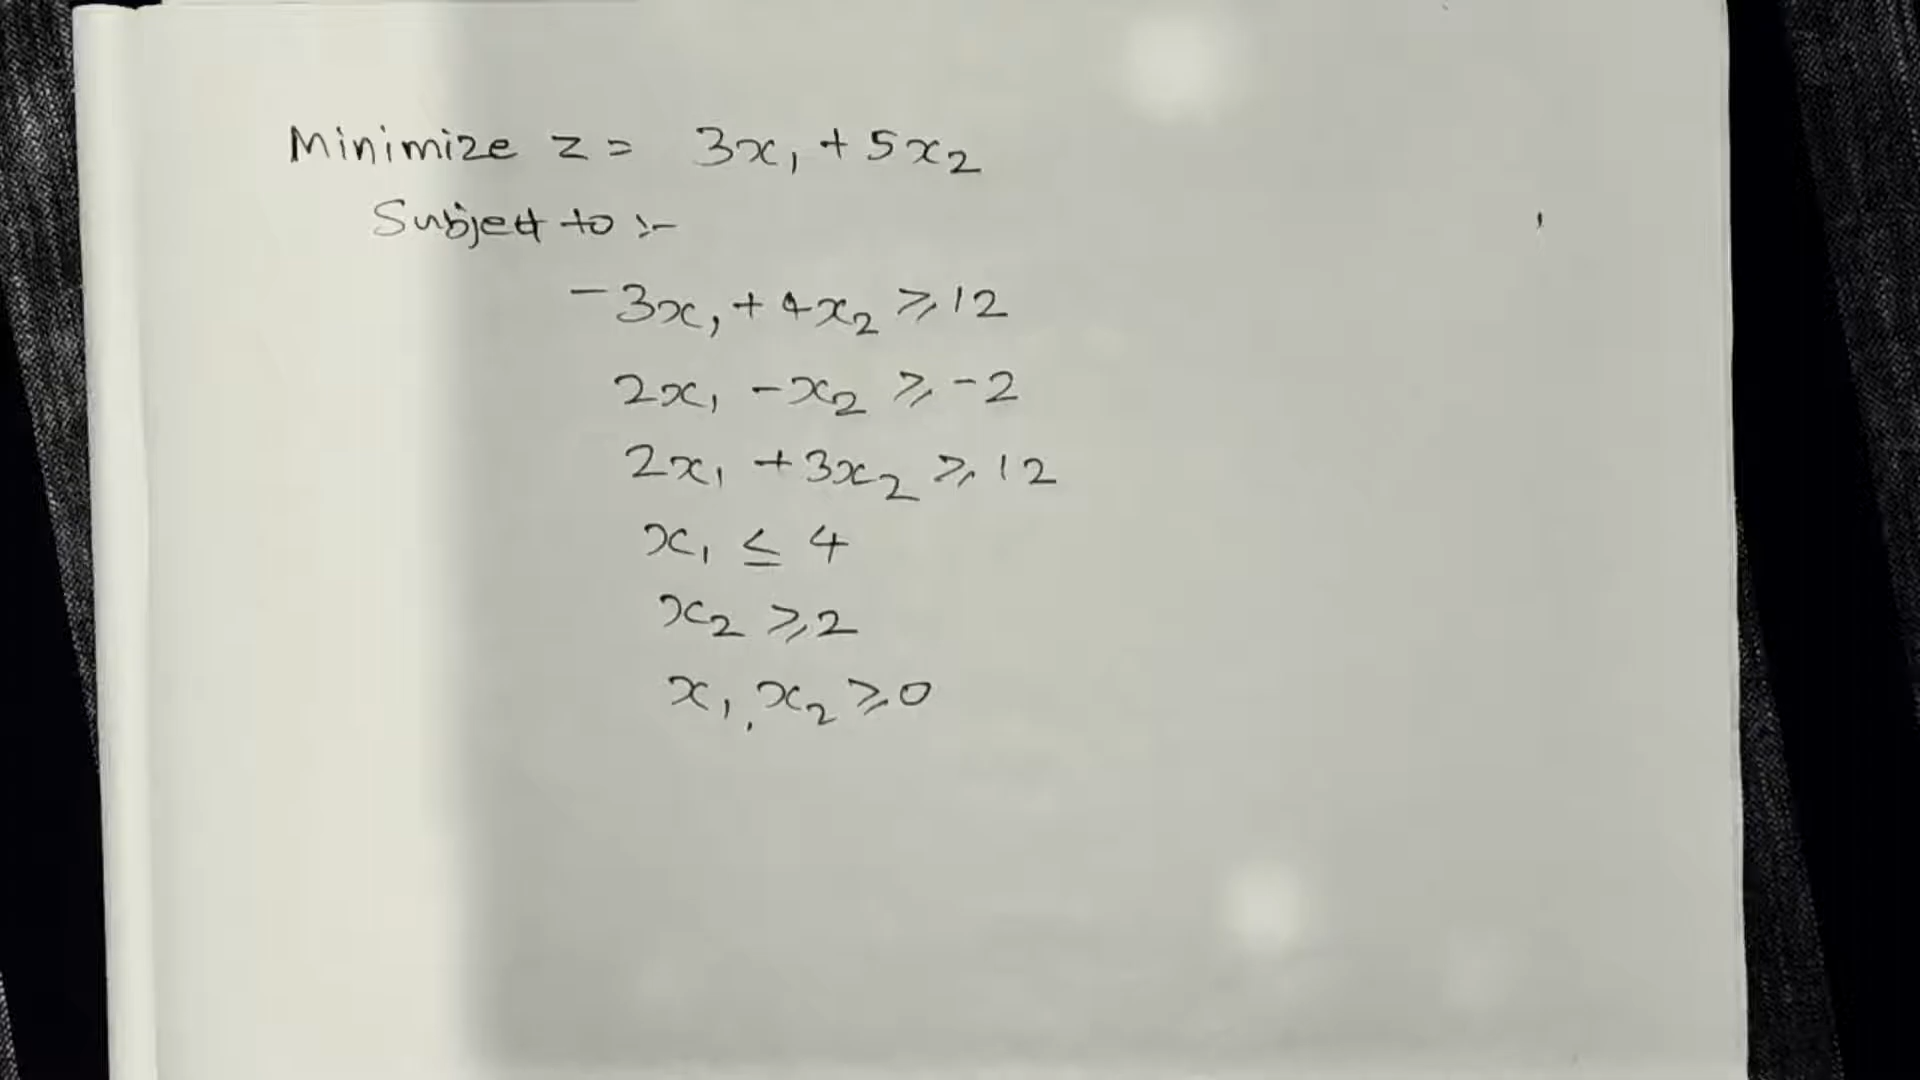 Minimize z = 3x₁ + 5x₂
Subject to :-
-3x₁ + 4x₂ ⩾ 12
2x₁ - x₂ ⩾ -2
2x₁ + 3x₂ ⩾ 12
x₁ ≤ 4
x₂ ⩾ 2
x₁, x₂ ⩾ 0